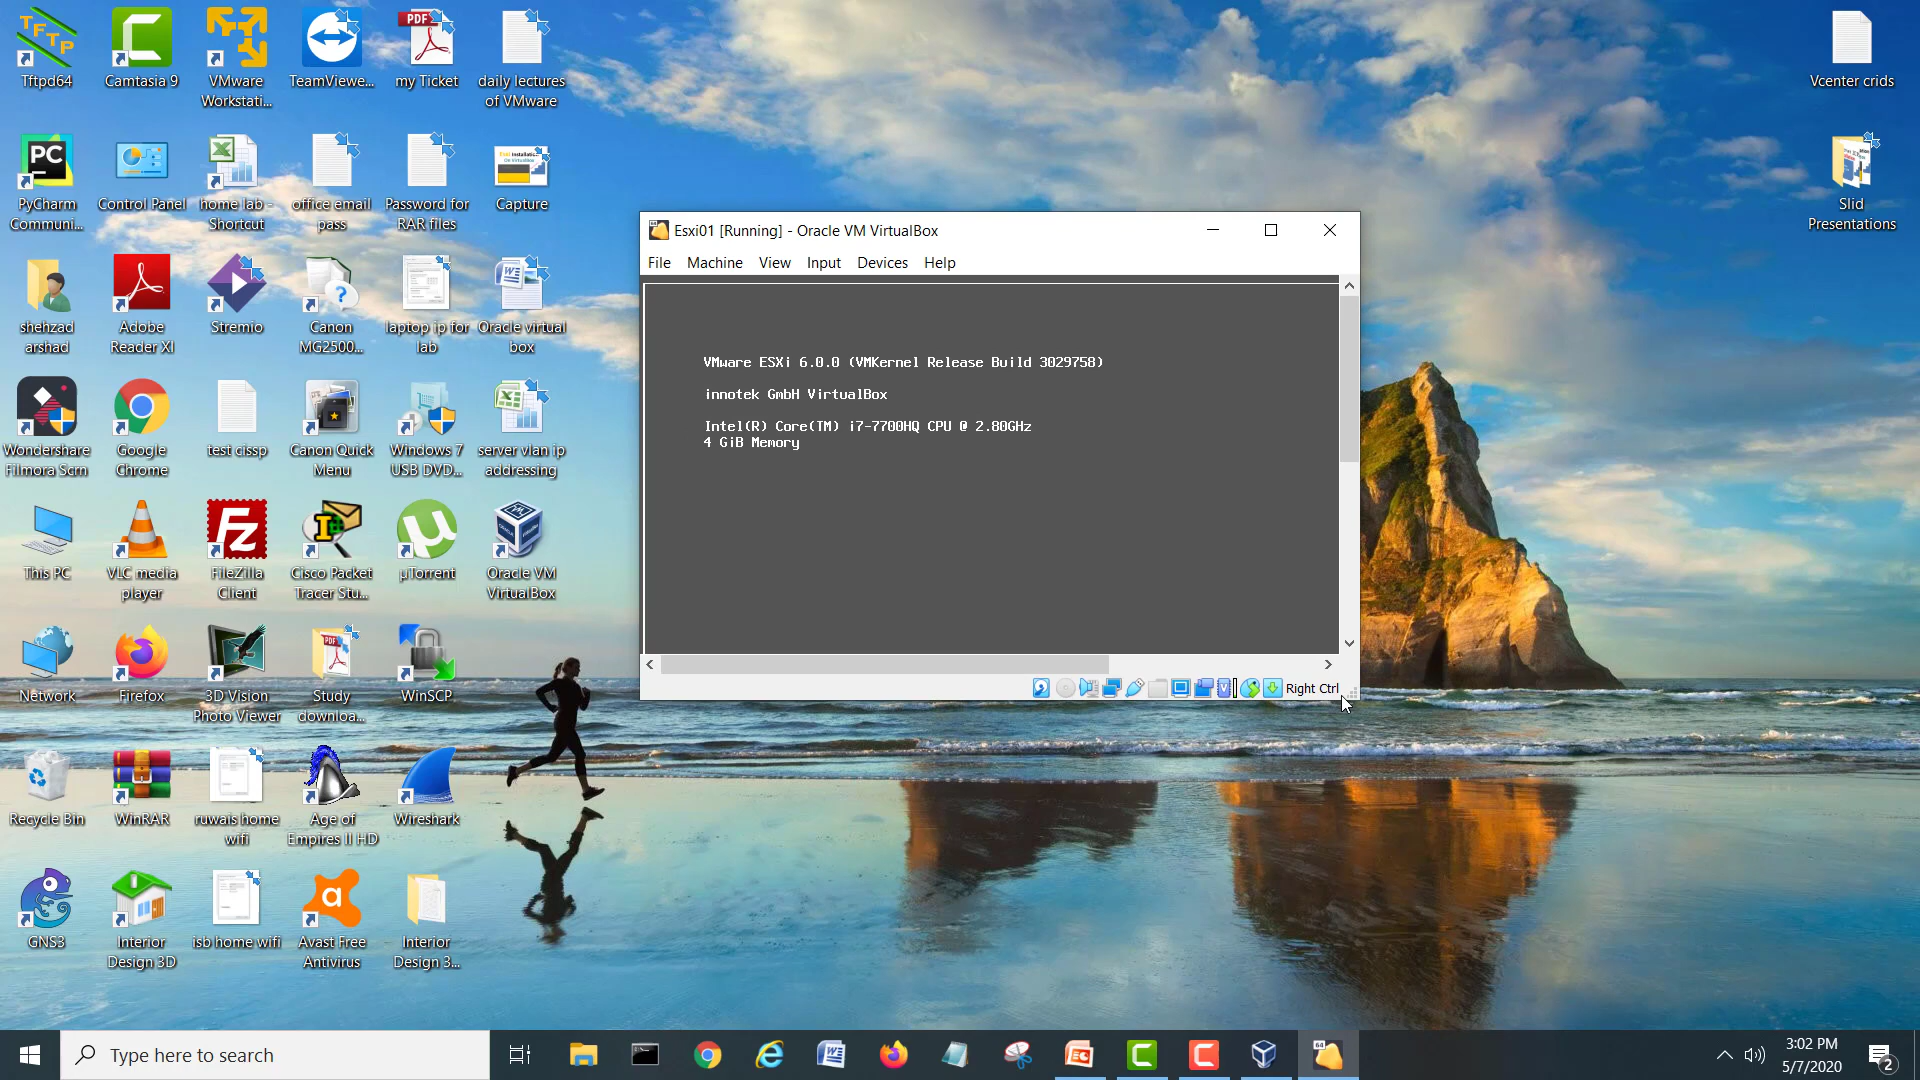 Tftpd64
Camtasia 9
VMware
Workstati...
TeamViewe...
my Ticket
daily lectures
of VMware
PyCharm
Communi...
Control Panel
home lab -
Shortcut
office email
pass
Password for
RAR files
Capture
shehzad
arshad
Adobe
Reader XI
Stremio
Canon
MG2500...
laptop ip for
lab
Oracle virtual
box
Wondershare
Filmora Scrn
Google
Chrome
test cissp
Canon Quick
Menu
Windows 7
USB DVD...
server vlan ip
addressing
This PC
VLC media
player
FileZilla
Client
Cisco Packet
Tracer Stu...
µTorrent
Oracle VM
VirtualBox
Network
Firefox
3D Vision
Photo Viewer
Study
downloa...
WinSCP
Recycle Bin
WinRAR
ruwais home
wifi
Age of
Empires II HD
Wireshark
GNS3
Interior
Design 3D
isb home wifi
Avast Free
Antivirus
Interior
Design 3...
Vcenter crids
Slid
Presentations
Esxi01 [Running] - Oracle VM VirtualBox
File Machine View Input Devices Help
VMware ESXi 6.0.0 (VMKernel Release Build 3029758)
innotek GmbH VirtualBox
Intel(R) Core(TM) i7-7700HQ CPU @ 2.80GHz
4 GiB Memory
Right Ctrl
Type here to search
3:02 PM
5/7/2020
2